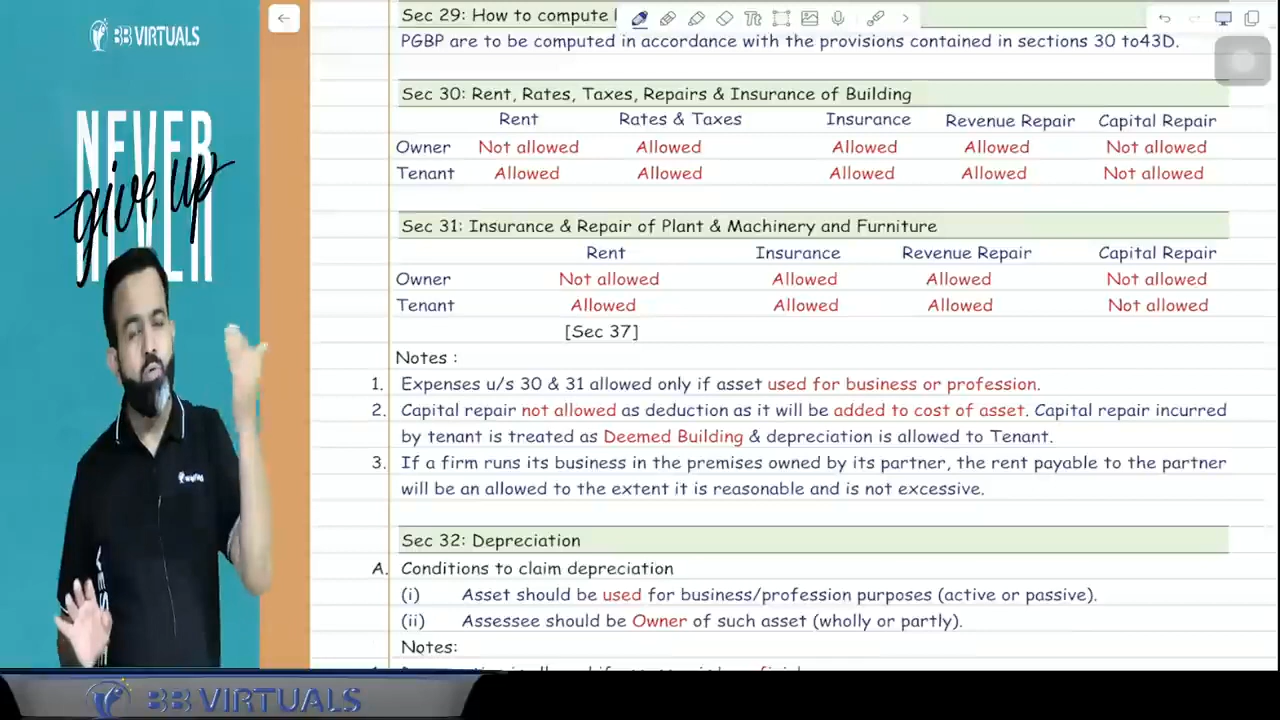 BB VIRTUALS
NEVER
give up
NEVER
Sec 29: How to compute
PGBP are to be computed in accordance with the provisions contained in sections 30 to43D.
Sec 30: Rent, Rates, Taxes, Repairs & Insurance of Building
Rent Rates & Taxes Insurance Revenue Repair Capital Repair
Owner Not allowed Allowed Allowed Allowed Not allowed
Tenant Allowed Allowed Allowed Allowed Not allowed
Sec 31: Insurance & Repair of Plant & Machinery and Furniture
Rent Insurance Revenue Repair Capital Repair
Owner Not allowed Allowed Allowed Not allowed
Tenant Allowed Allowed Allowed Not allowed
[Sec 37]
Notes :
1. Expenses u/s 30 & 31 allowed only if asset used for business or profession.
2. Capital repair not allowed as deduction as it will be added to cost of asset. Capital repair incurred
by tenant is treated as Deemed Building & depreciation is allowed to Tenant.
3. If a firm runs its business in the premises owned by its partner, the rent payable to the partner
will be an allowed to the extent it is reasonable and is not excessive.
Sec 32: Depreciation
A. Conditions to claim depreciation
(i) Asset should be used for business/profession purposes (active or passive).
(ii) Assessee should be Owner of such asset (wholly or partly).
Notes:
BB VIRTUALS